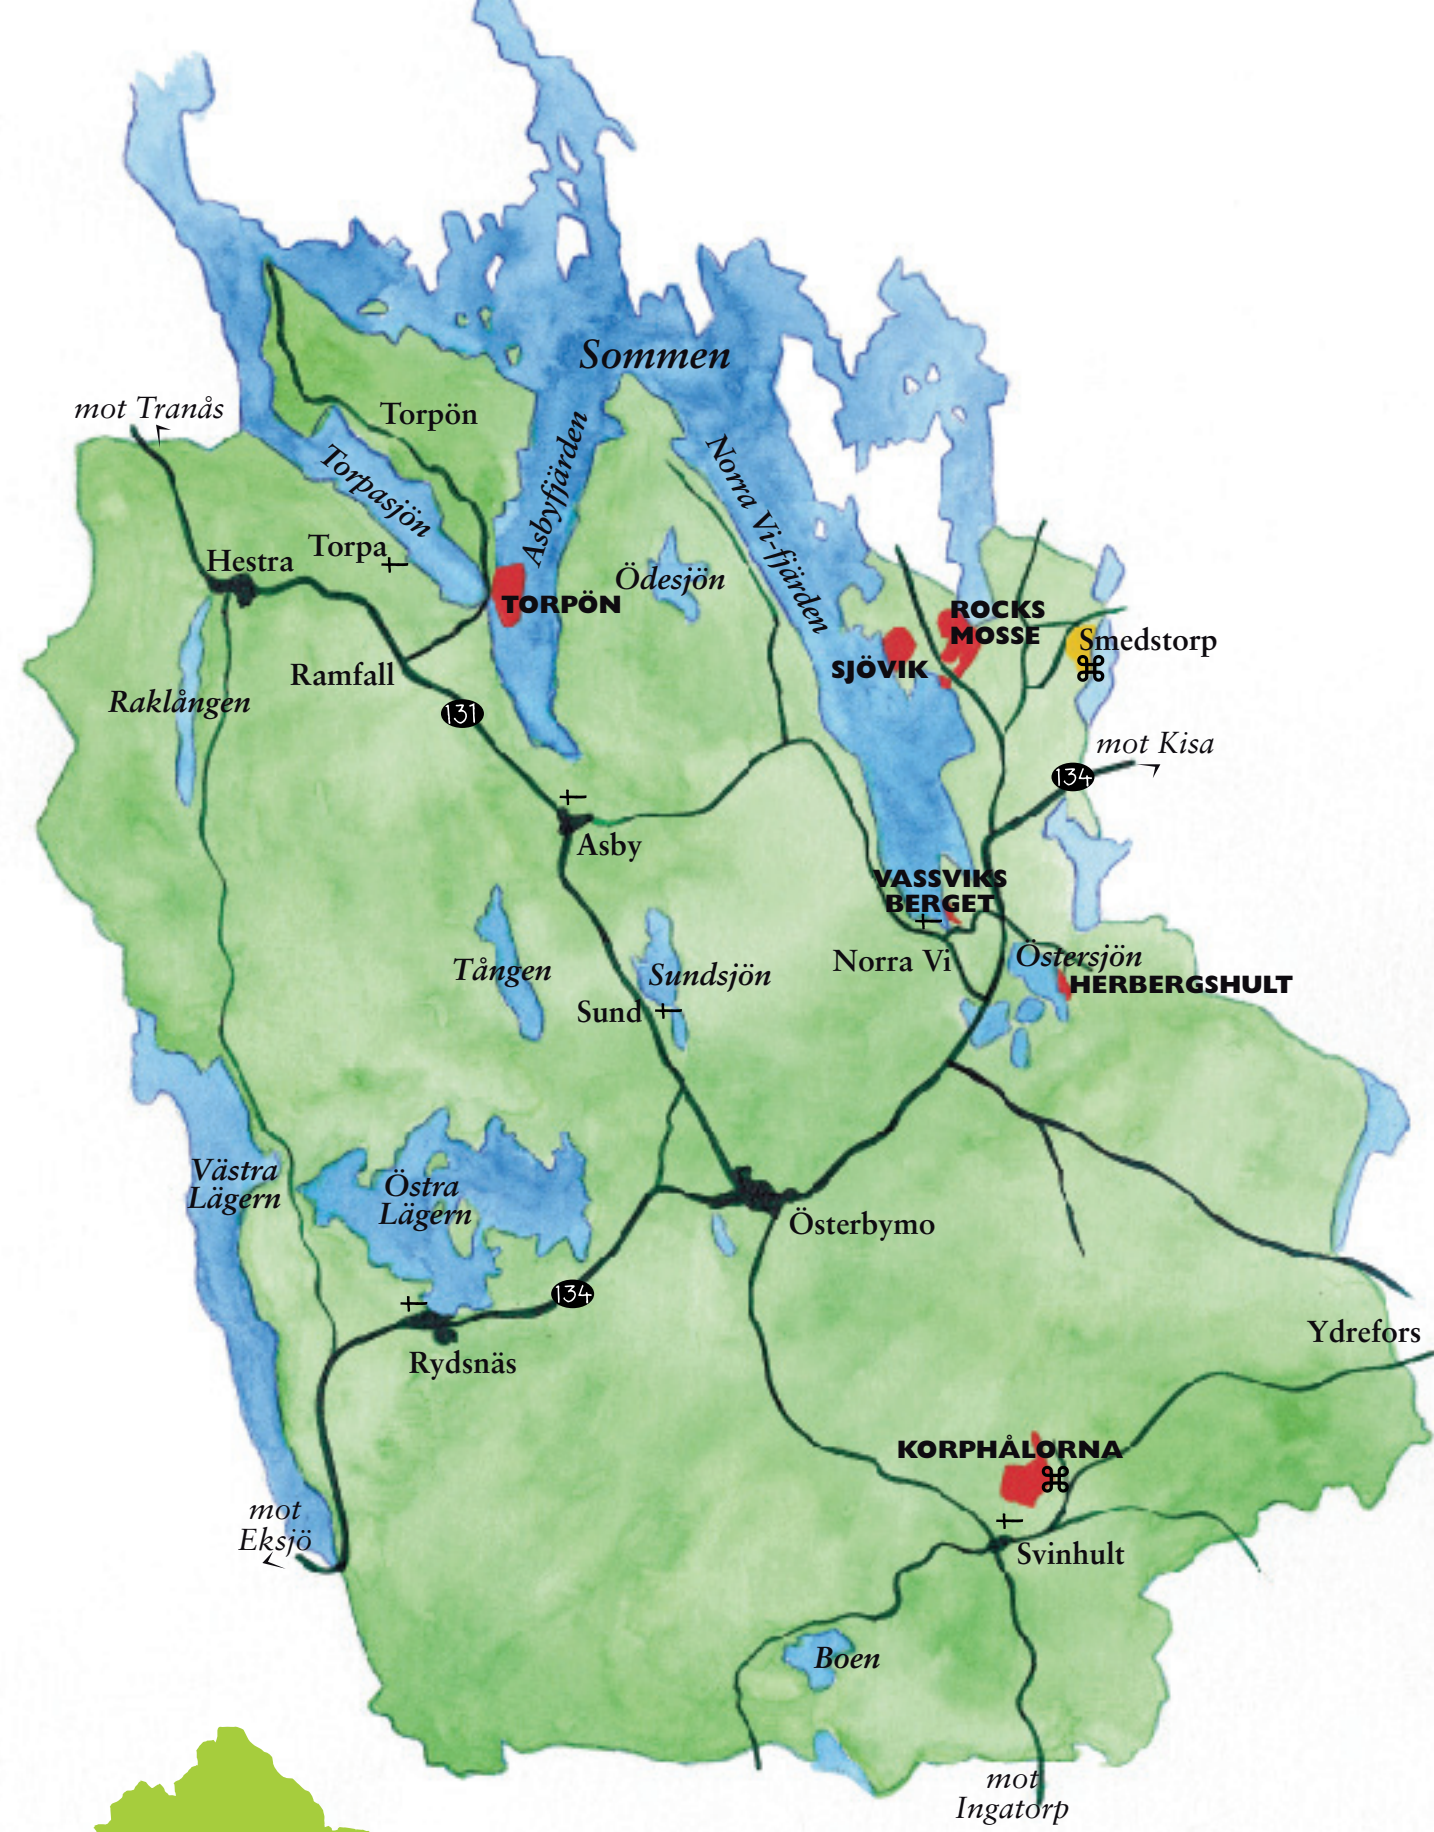 Sommen
mot Tranås
Torpön
Torpasjön
Asbyfjärden
Norra Vi-fjärden
Hestra
Torpa
Ödesjön
TORPÖN
ROCKS
MOSSE
Smedstorp
SJÖVIK
Ramfall
Raklången
131
mot Kisa
134
Asby
VASSVIKS
BERGET
Norra Vi
Östersjön
HERBERGSHULT
Tången
Sundsjön
Sund
Västra
Lägern
Östra
Lägern
Österbymo
134
Rydsnäs
Ydrefors
KORPHÅLORNA
mot
Eksjö
Svinhult
Boen
mot
Ingatorp